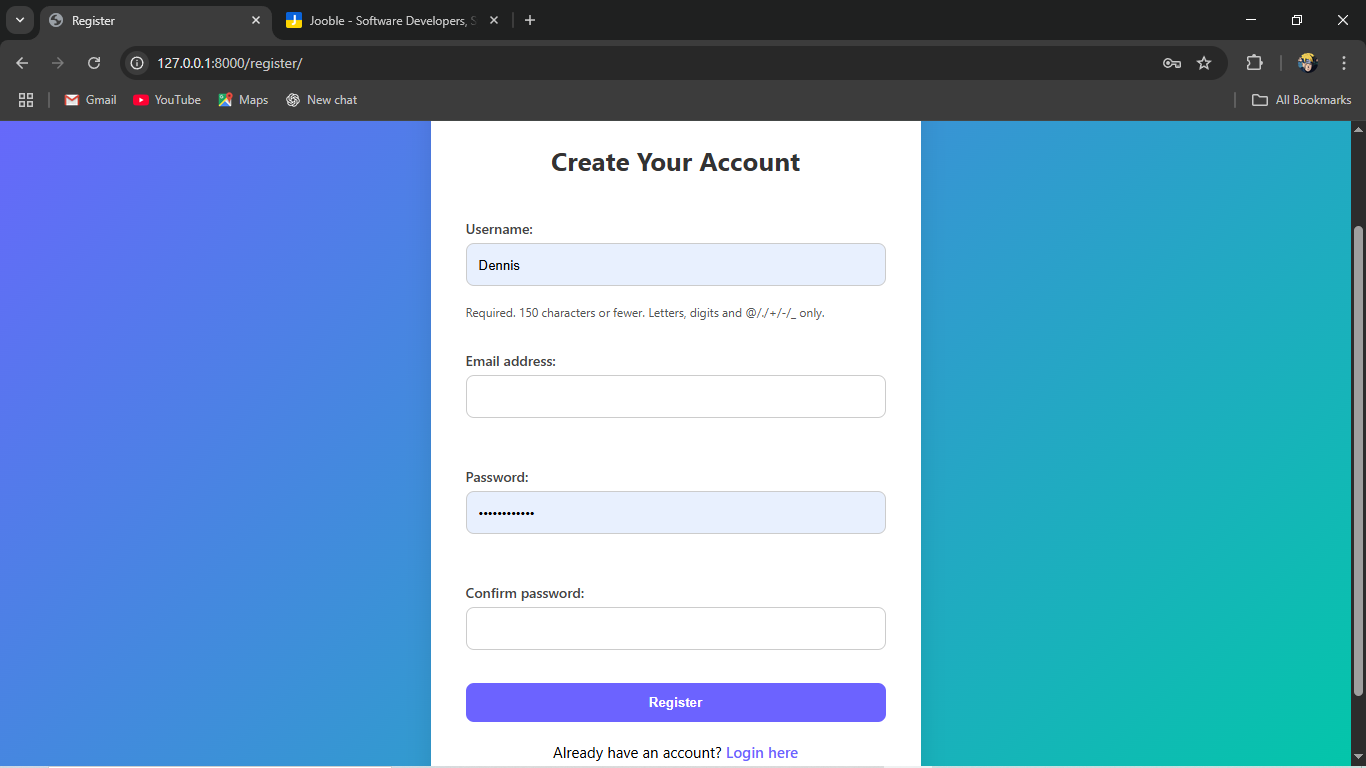 Register
Jooble - Software Developers, S
127.0.0.1:8000/register/
Gmail
YouTube
Maps
New chat
All Bookmarks
Create Your Account
Username:
Dennis
Required. 150 characters or fewer. Letters, digits and @/./+/-/_ only.
Email address:
Password:
••••••••••••
Confirm password:
Register
Already have an account? Login here